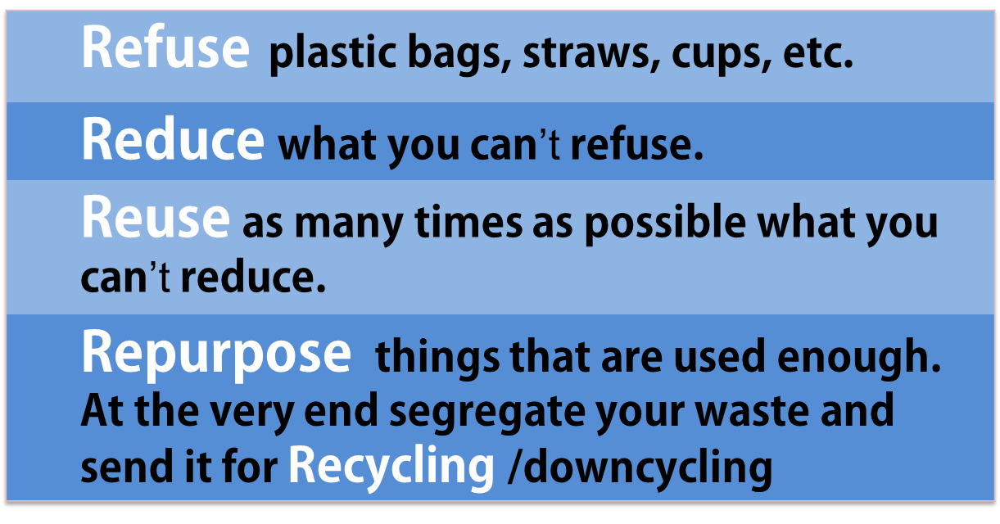 Refuse plastic bags, straws, cups, etc.
Reduce what you can’t refuse.
Reuse as many times as possible what you
can’t reduce.
Repurpose things that are used enough.
At the very end segregate your waste and
send it for Recycling /downcycling